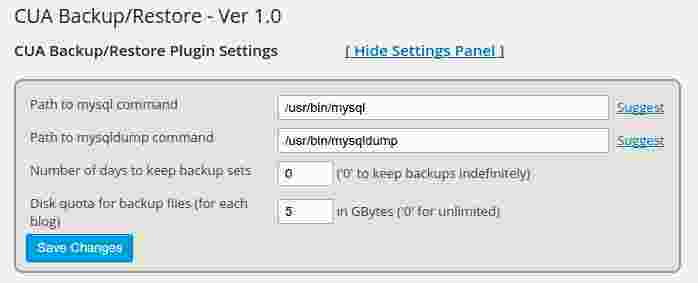 CUA Backup/Restore - Ver 1.0
CUA Backup/Restore Plugin Settings [ Hide Settings Panel ]
Path to mysql command /usr/bin/mysql Suggest
Path to mysqldump command /usr/bin/mysqldump Suggest
Number of days to keep backup sets 0 ('0' to keep backups indefinitely)
Disk quota for backup files (for each
blog) 5 in GBytes ('0' for unlimited)
Save Changes